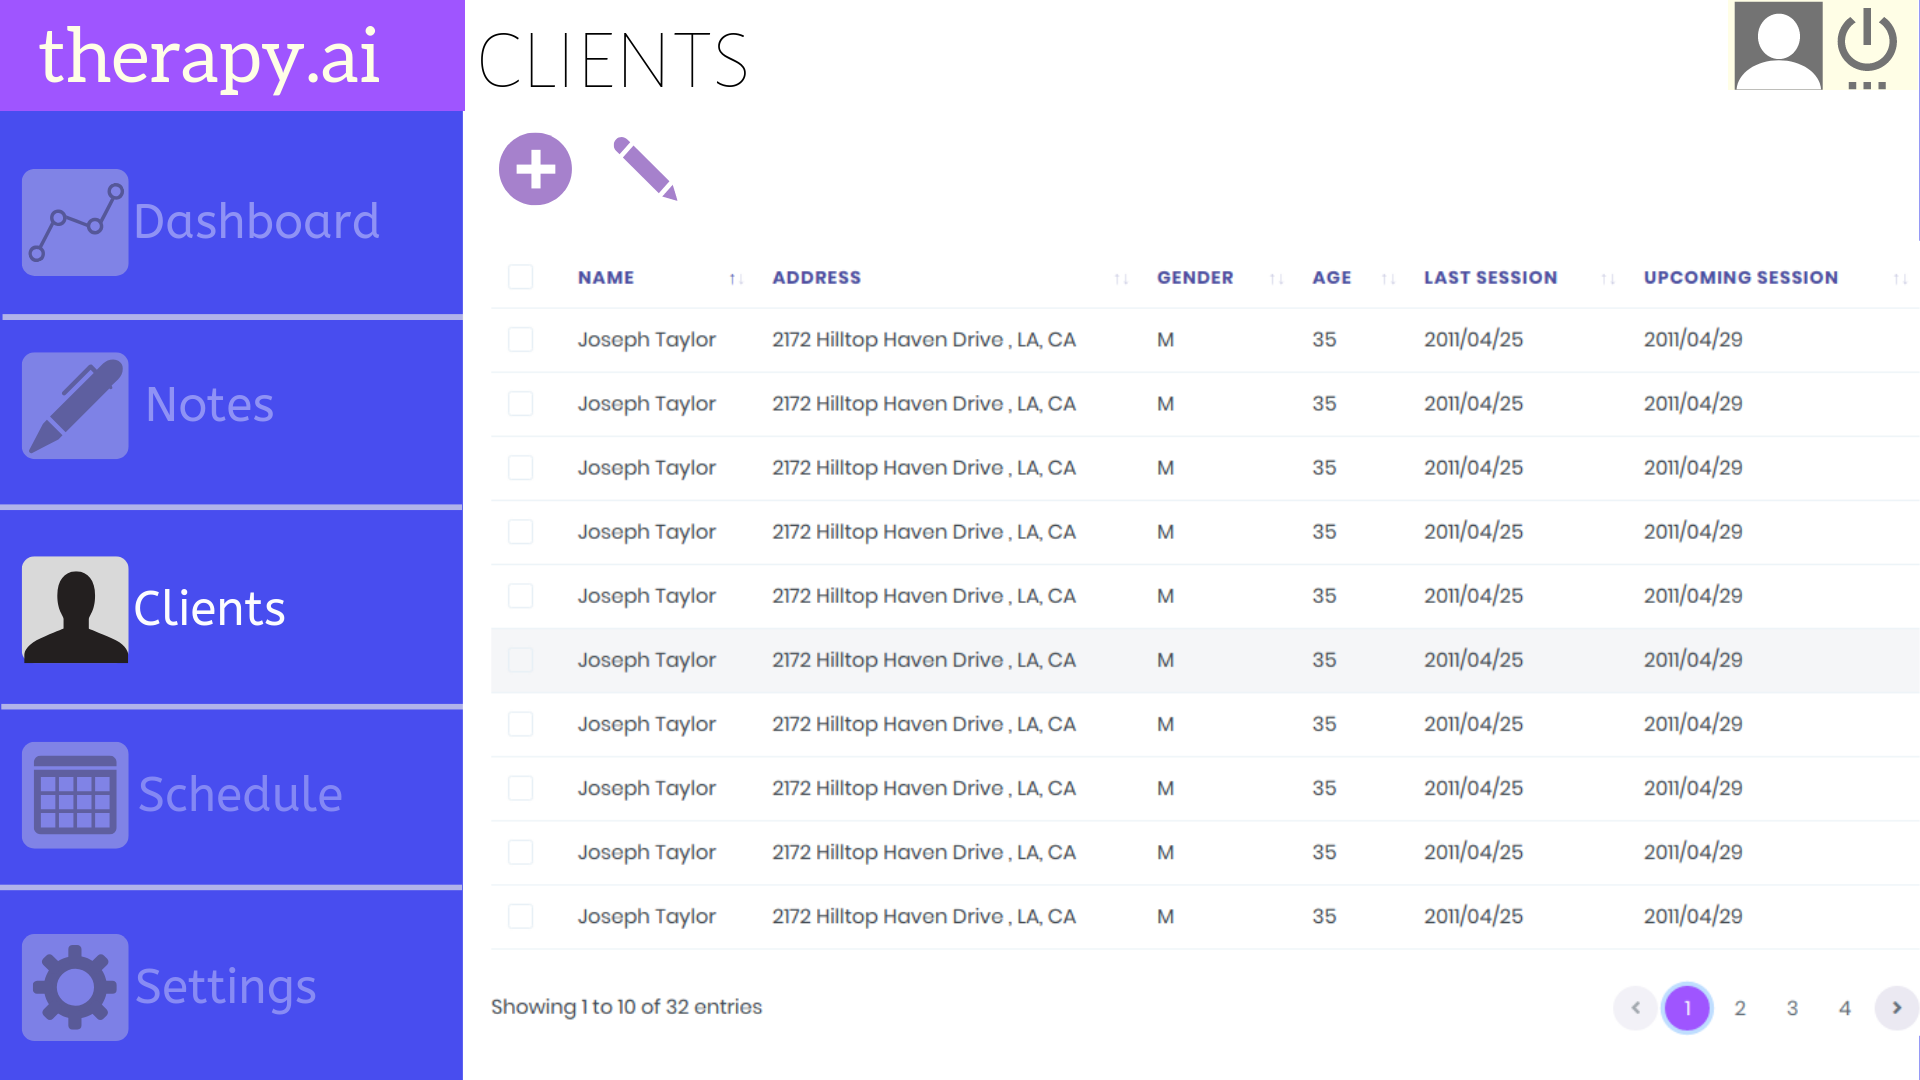 therapy.ai
CLIENTS
Dashboard
Notes
Clients
Schedule
Settings
NAME ADDRESS GENDER AGE LAST SESSION UPCOMING SESSION
Joseph Taylor 2172 Hilltop Haven Drive , LA, CA M 35 2011/04/25 2011/04/29
Joseph Taylor 2172 Hilltop Haven Drive , LA, CA M 35 2011/04/25 2011/04/29
Joseph Taylor 2172 Hilltop Haven Drive , LA, CA M 35 2011/04/25 2011/04/29
Joseph Taylor 2172 Hilltop Haven Drive , LA, CA M 35 2011/04/25 2011/04/29
Joseph Taylor 2172 Hilltop Haven Drive , LA, CA M 35 2011/04/25 2011/04/29
Joseph Taylor 2172 Hilltop Haven Drive , LA, CA M 35 2011/04/25 2011/04/29
Joseph Taylor 2172 Hilltop Haven Drive , LA, CA M 35 2011/04/25 2011/04/29
Joseph Taylor 2172 Hilltop Haven Drive , LA, CA M 35 2011/04/25 2011/04/29
Joseph Taylor 2172 Hilltop Haven Drive , LA, CA M 35 2011/04/25 2011/04/29
Joseph Taylor 2172 Hilltop Haven Drive , LA, CA M 35 2011/04/25 2011/04/29
Showing 1 to 10 of 32 entries
1 2 3 4